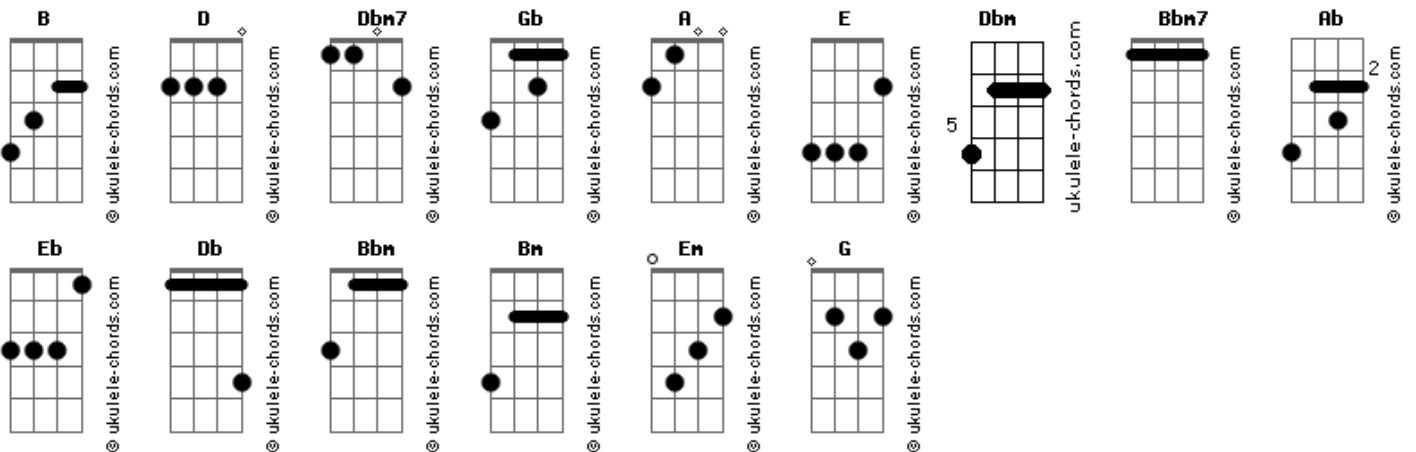 B D Dbm7 Gb A E Dbm Bbm7 Ab
5 2
© ukulele-chords.com © ukulele-chords.com © ukulele-chords.com © ukulele-chords.com © ukulele-chords.com © ukulele-chords.com ukulele-chords.com © ukulele-chords.com © ukulele-chords.com
Eb Db Bbm Bm Em G
© ukulele-chords.com © ukulele-chords.com © ukulele-chords.com © ukulele-chords.com © ukulele-chords.com © ukulele-chords.com